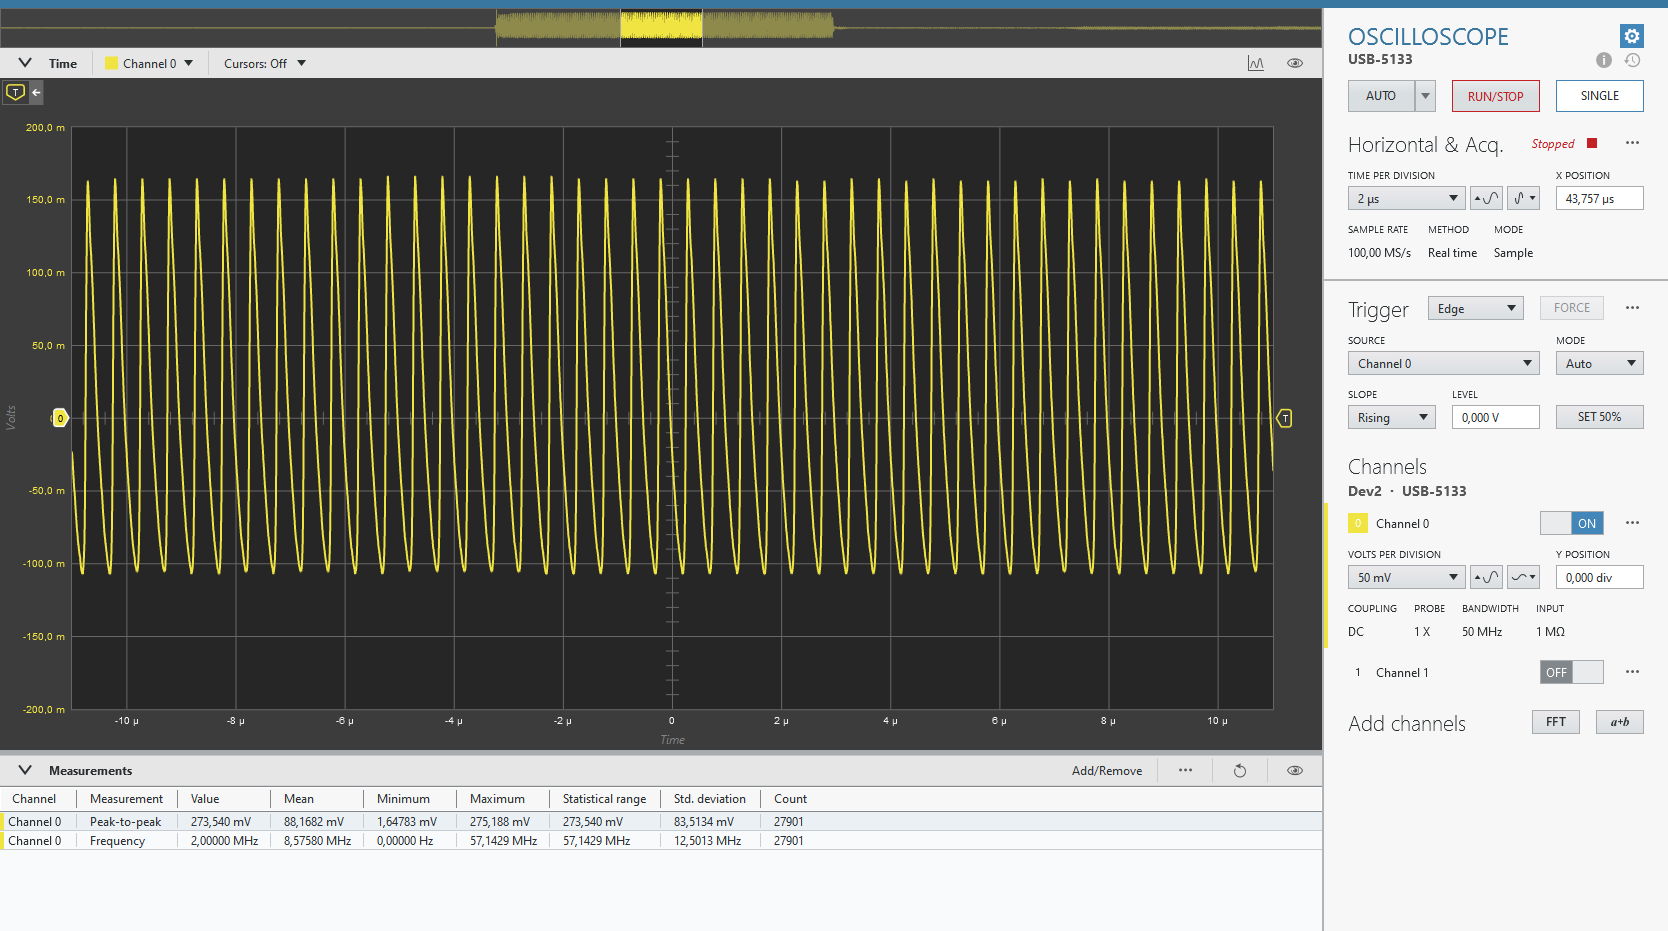 OSCILLOSCOPE
USB-5133
AUTO RUN/STOP SINGLE
Time Channel 0 Cursors: Off
T
200,0 m
150,0 m
100,0 m
50,0 m
0
-50,0 m
-100,0 m
-150,0 m
-200,0 m
Volts
T
-10 µ -8 µ -6 µ -4 µ -2 µ 0 2 µ 4 µ 6 µ 8 µ 10 µ
Time
Horizontal & Acq. Stopped
TIME PER DIVISION X POSITION
2 µs 43,757 µs
SAMPLE RATE METHOD MODE
100,00 MS/s Real time Sample
Trigger Edge FORCE
SOURCE MODE
Channel 0 Auto
SLOPE LEVEL
Rising 0,000 V SET 50%
Channels
Dev2 · USB-5133
0 Channel 0 ON
VOLTS PER DIVISION Y POSITION
50 mV 0,000 div
COUPLING PROBE BANDWIDTH INPUT
DC 1 X 50 MHz 1 MΩ
1 Channel 1 OFF
Add channels FFT a+b
Measurements Add/Remove
Channel Measurement Value Mean Minimum Maximum Statistical range Std. deviation Count
Channel 0 Peak-to-peak 273,540 mV 88,1682 mV 1,64783 mV 275,188 mV 273,540 mV 83,5134 mV 27901
Channel 0 Frequency 2,00000 MHz 8,57580 MHz 0,00000 Hz 57,1429 MHz 57,1429 MHz 12,5013 MHz 27901